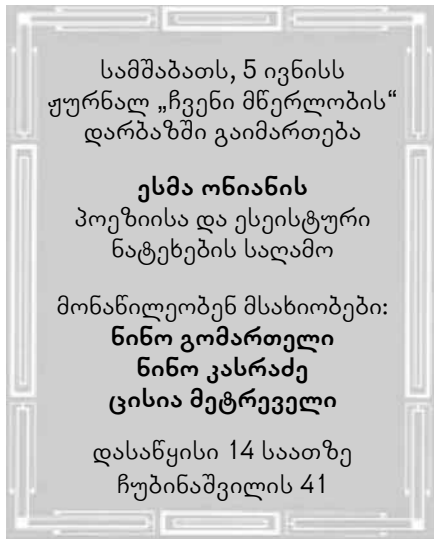 სამშაბათს, 5 ივნისს
ჟურნალ „ჩვენი მწერლობის“
დარბაზში გაიმართება
ესმა ონიანის
პოეზიისა და ესეისტური
ნატეხების საღამო
მონაწილეობენ მსახიობები:
ნინო გომართელი
ნინო კასრაძე
ცისია მეტრეველი
დასაწყისი 14 საათზე
ჩუბინაშვილის 41